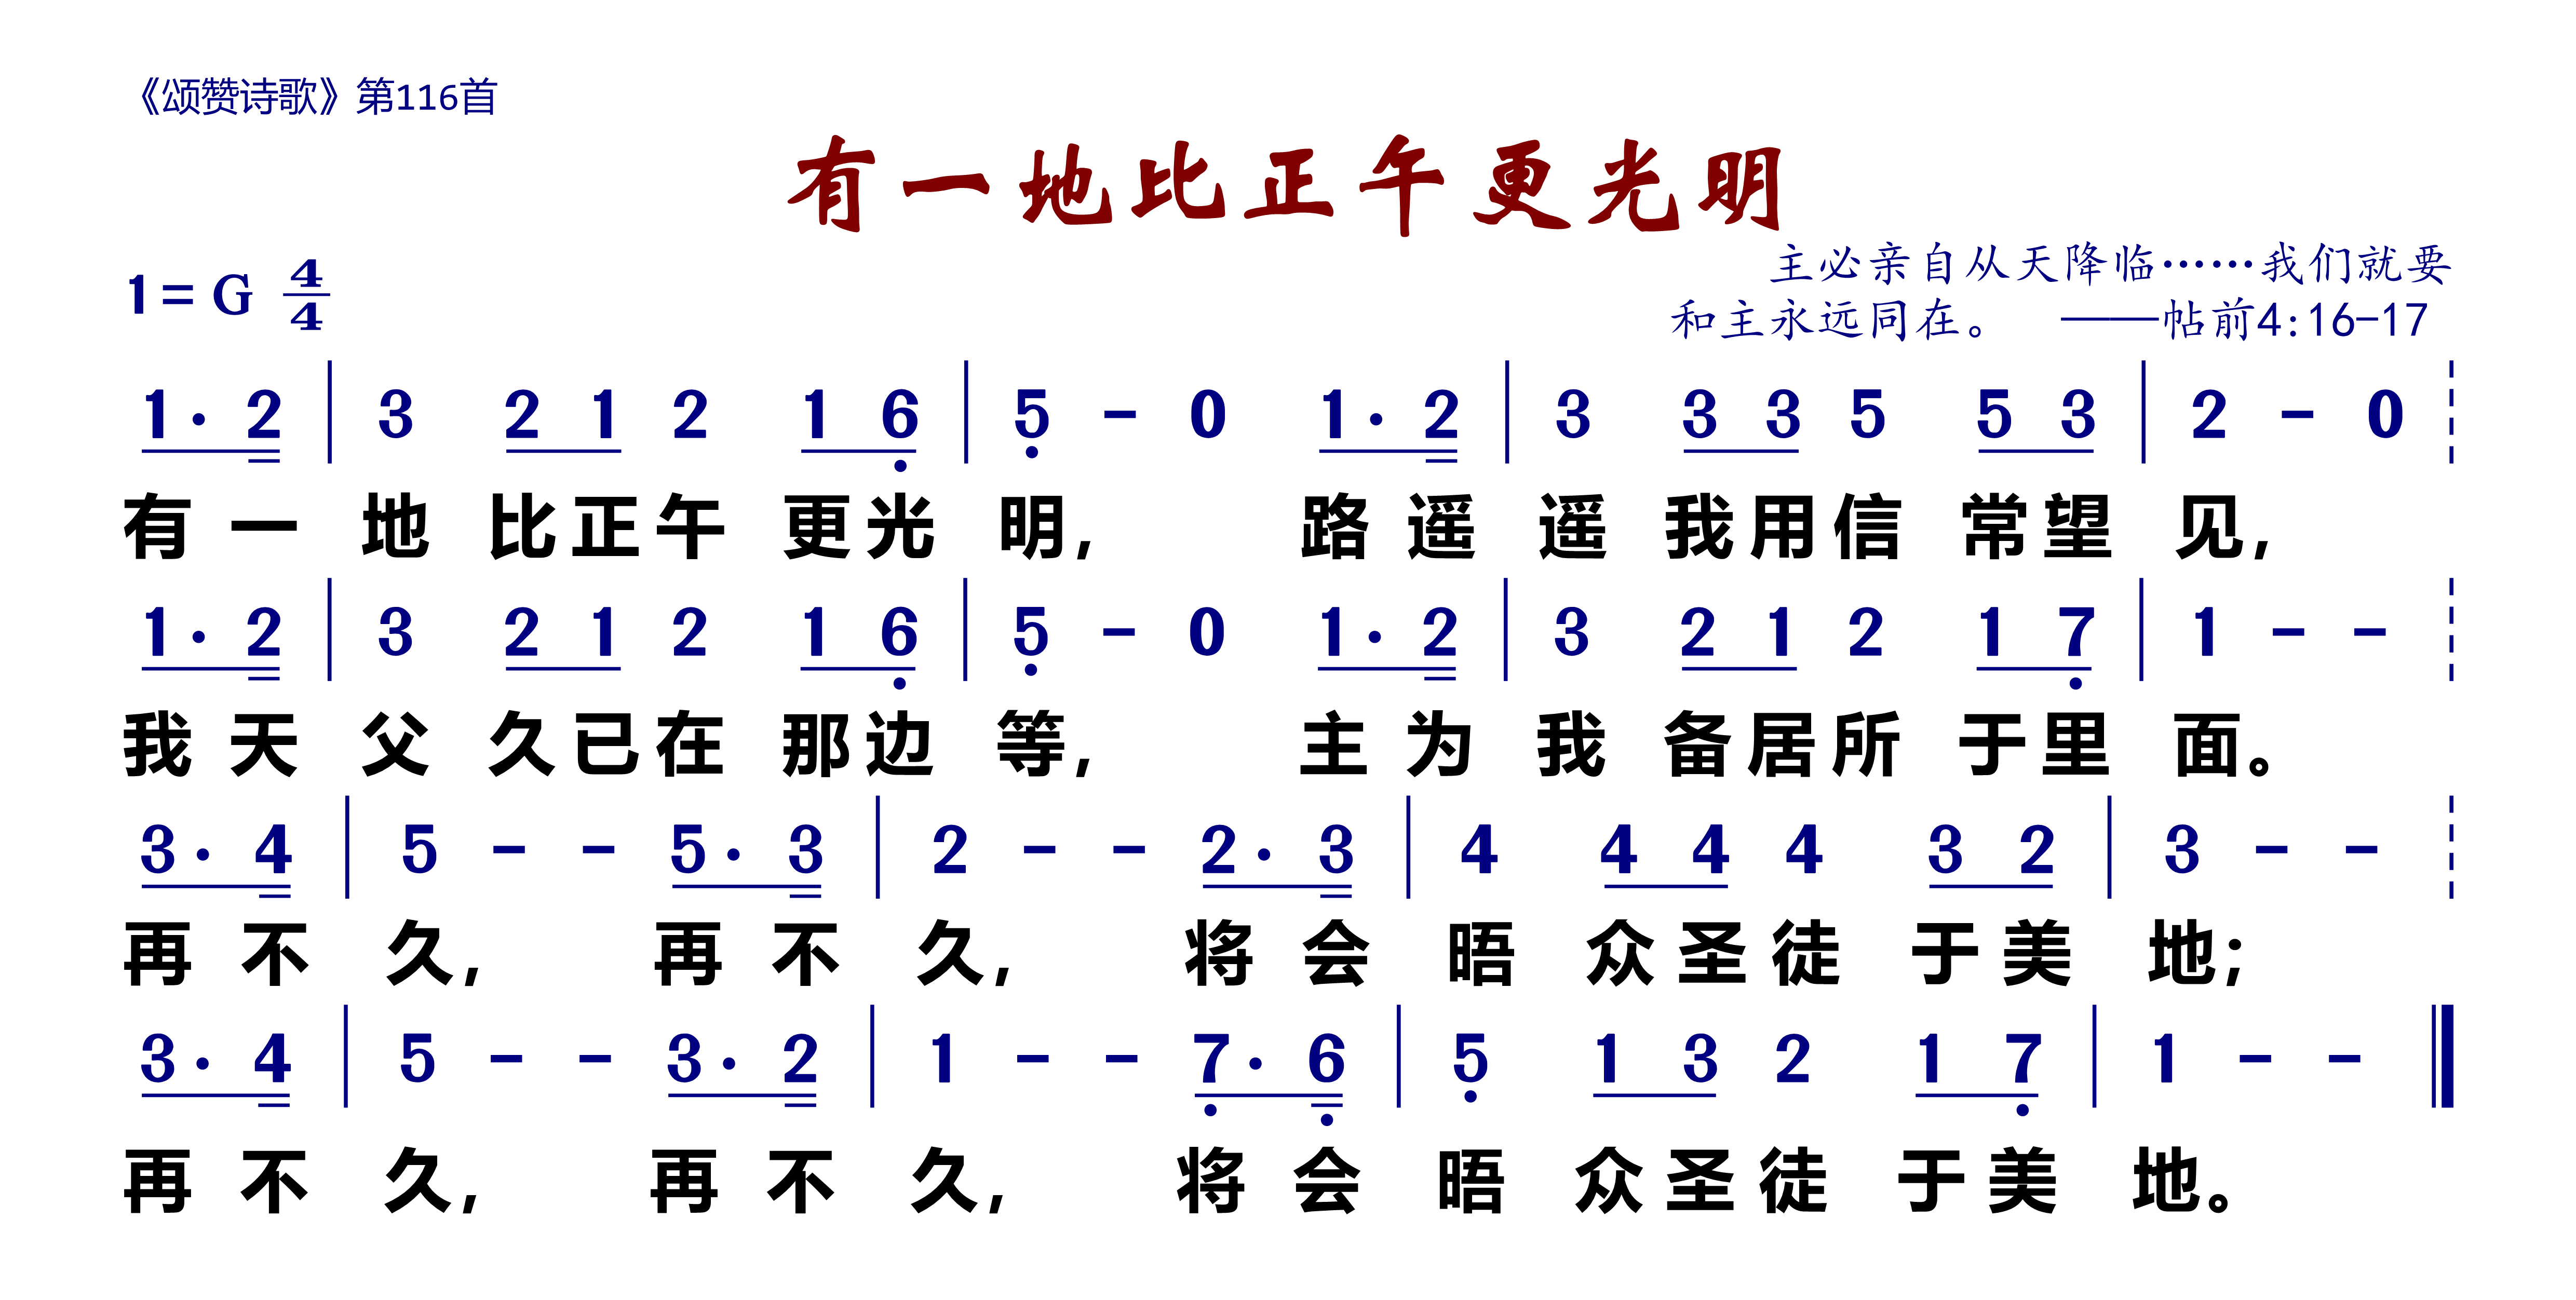 《颂赞诗歌》第116首
有一地比正午更光明
主必亲自从天降临……我们就要
1 = G 4/4
和主永远同在。 ——帖前4:16-17
1· 2 | 3 2 1 2 1 6̣ | 5̣ - 0 1· 2 | 3 3 3 5 5 3 | 2 - 0 ¦
有 一 地 比 正 午 更 光 明, 路 遥 遥 我 用 信 常 望 见,
1· 2 | 3 2 1 2 1 6̣ | 5̣ - 0 1· 2 | 3 2 1 2 1 7̣ | 1 - - ¦
我 天 父 久 已 在 那 边 等, 主 为 我 备 居 所 于 里 面。
3· 4 | 5 - - 5· 3 | 2 - - 2· 3 | 4 4 4 4 3 2 | 3 - - ¦
再 不 久, 再 不 久, 将 会 晤 众 圣 徒 于 美 地;
3· 4 | 5 - - 3· 2 | 1 - - 7̣· 6̣ | 5̣ 1 3 2 1 7̣ | 1 - - ‖
再 不 久, 再 不 久, 将 会 晤 众 圣 徒 于 美 地。